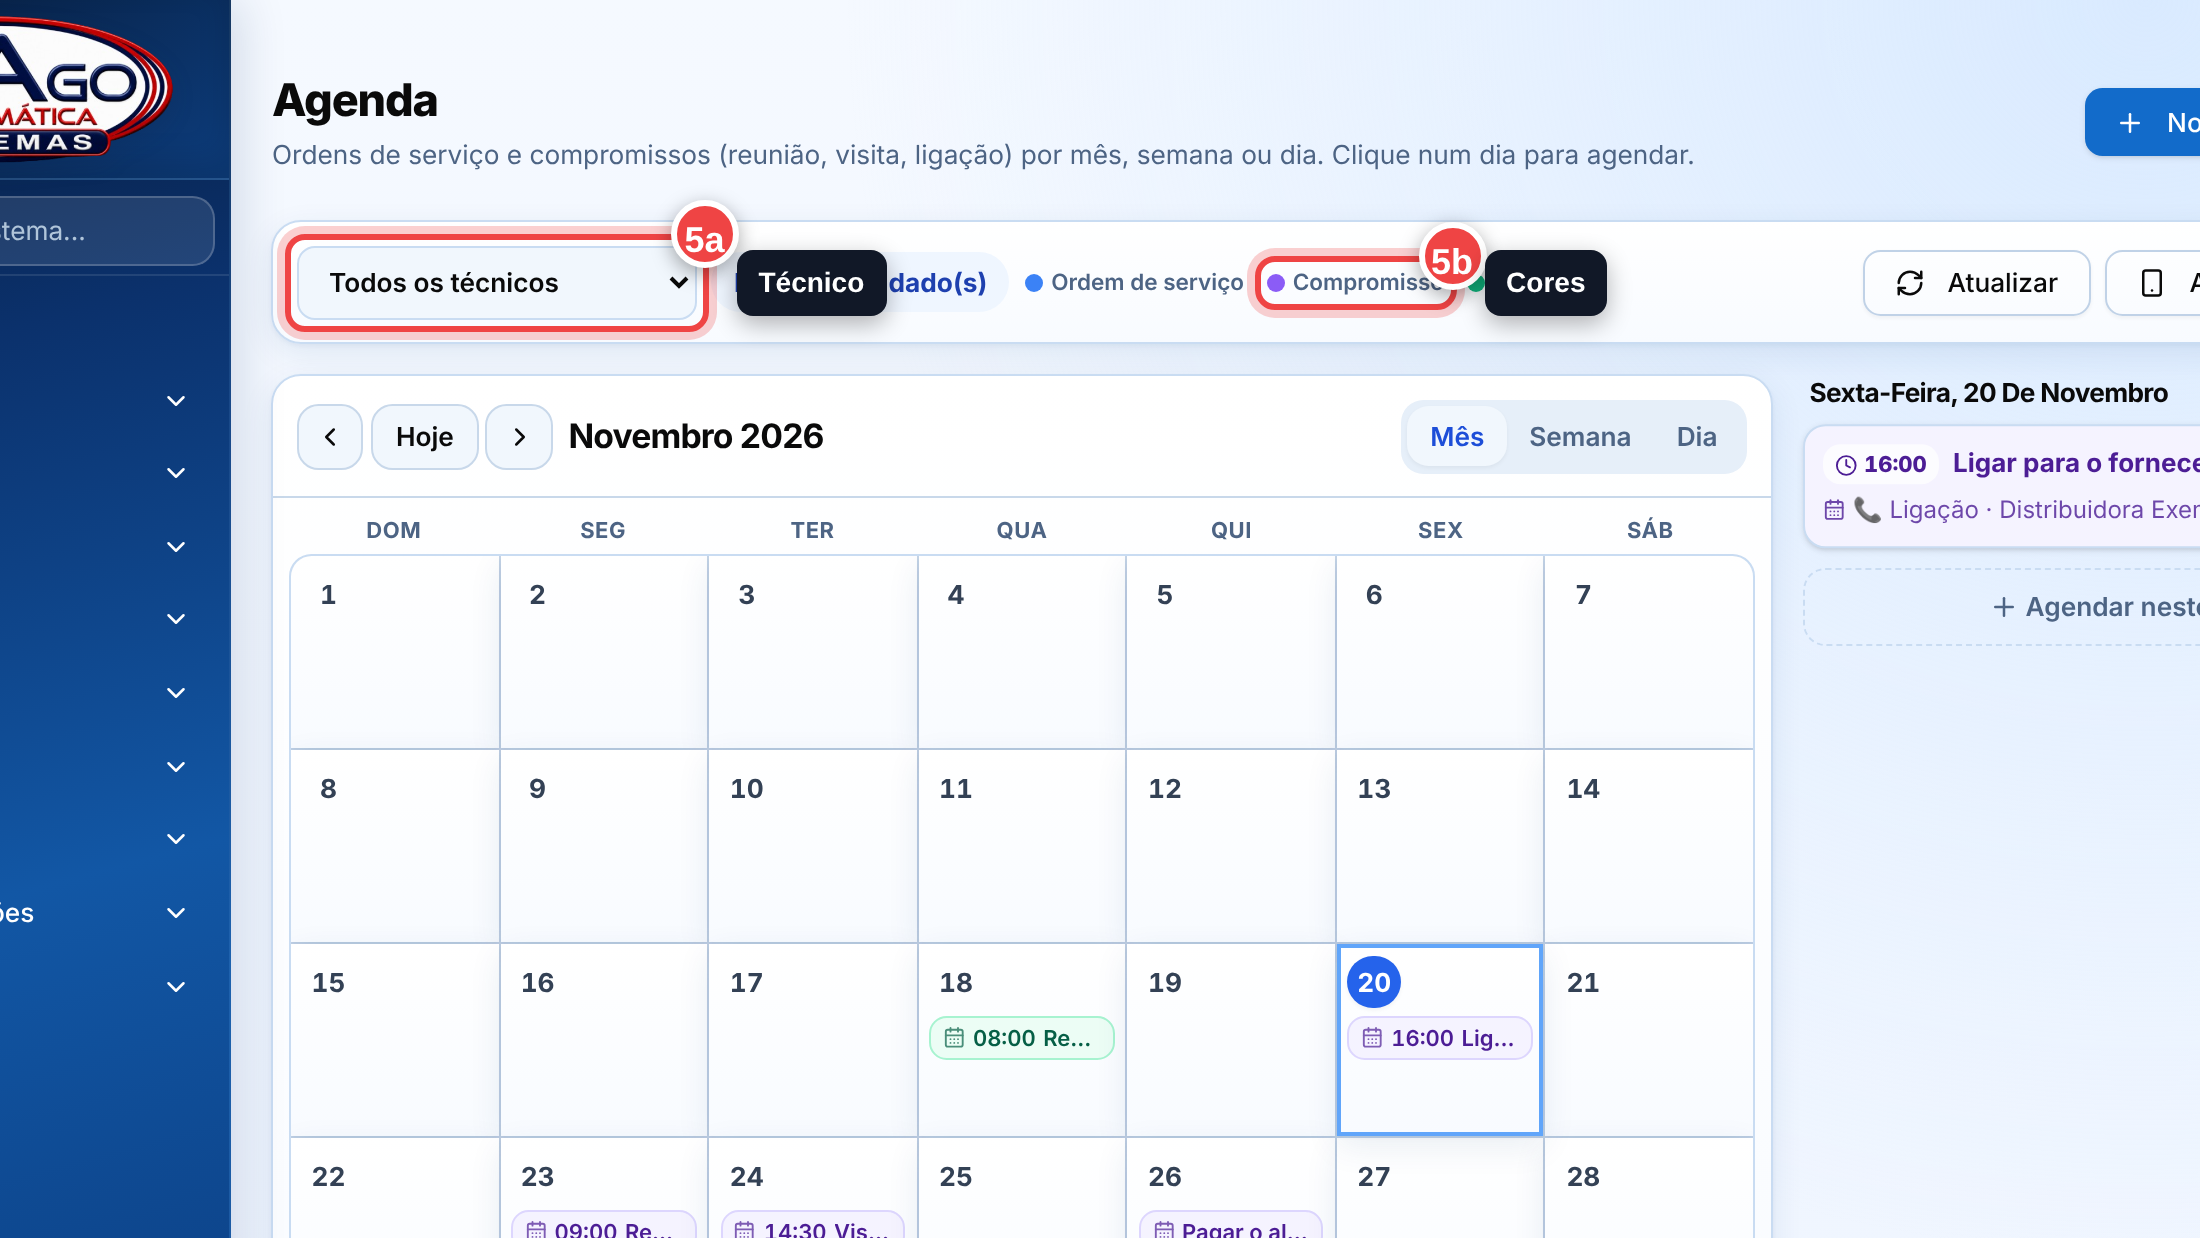 AGO
MÁTICA
EMAS
stema...
ões
Agenda
Ordens de serviço e compromissos (reunião, visita, ligação) por mês, semana ou dia. Clique num dia para agendar.
No
Todos os técnicos
5a
Técnico
dado(s)
Ordem de serviço
Compromisso
5b
Cores
Atualizar
Hoje
Novembro 2026
Mês
Semana
Dia
DOM SEG TER QUA QUI SEX SÁB
1 2 3 4 5 6 7
8 9 10 11 12 13 14
15 16 17 18 19 20 21
08:00 Re...
16:00 Lig...
22 23 24 25 26 27 28
09:00 Re...
14:30 Vis...
Pagar o al...
Sexta-Feira, 20 De Novembro
16:00 Ligar para o fornece
Ligação · Distribuidora Exe
+ Agendar neste